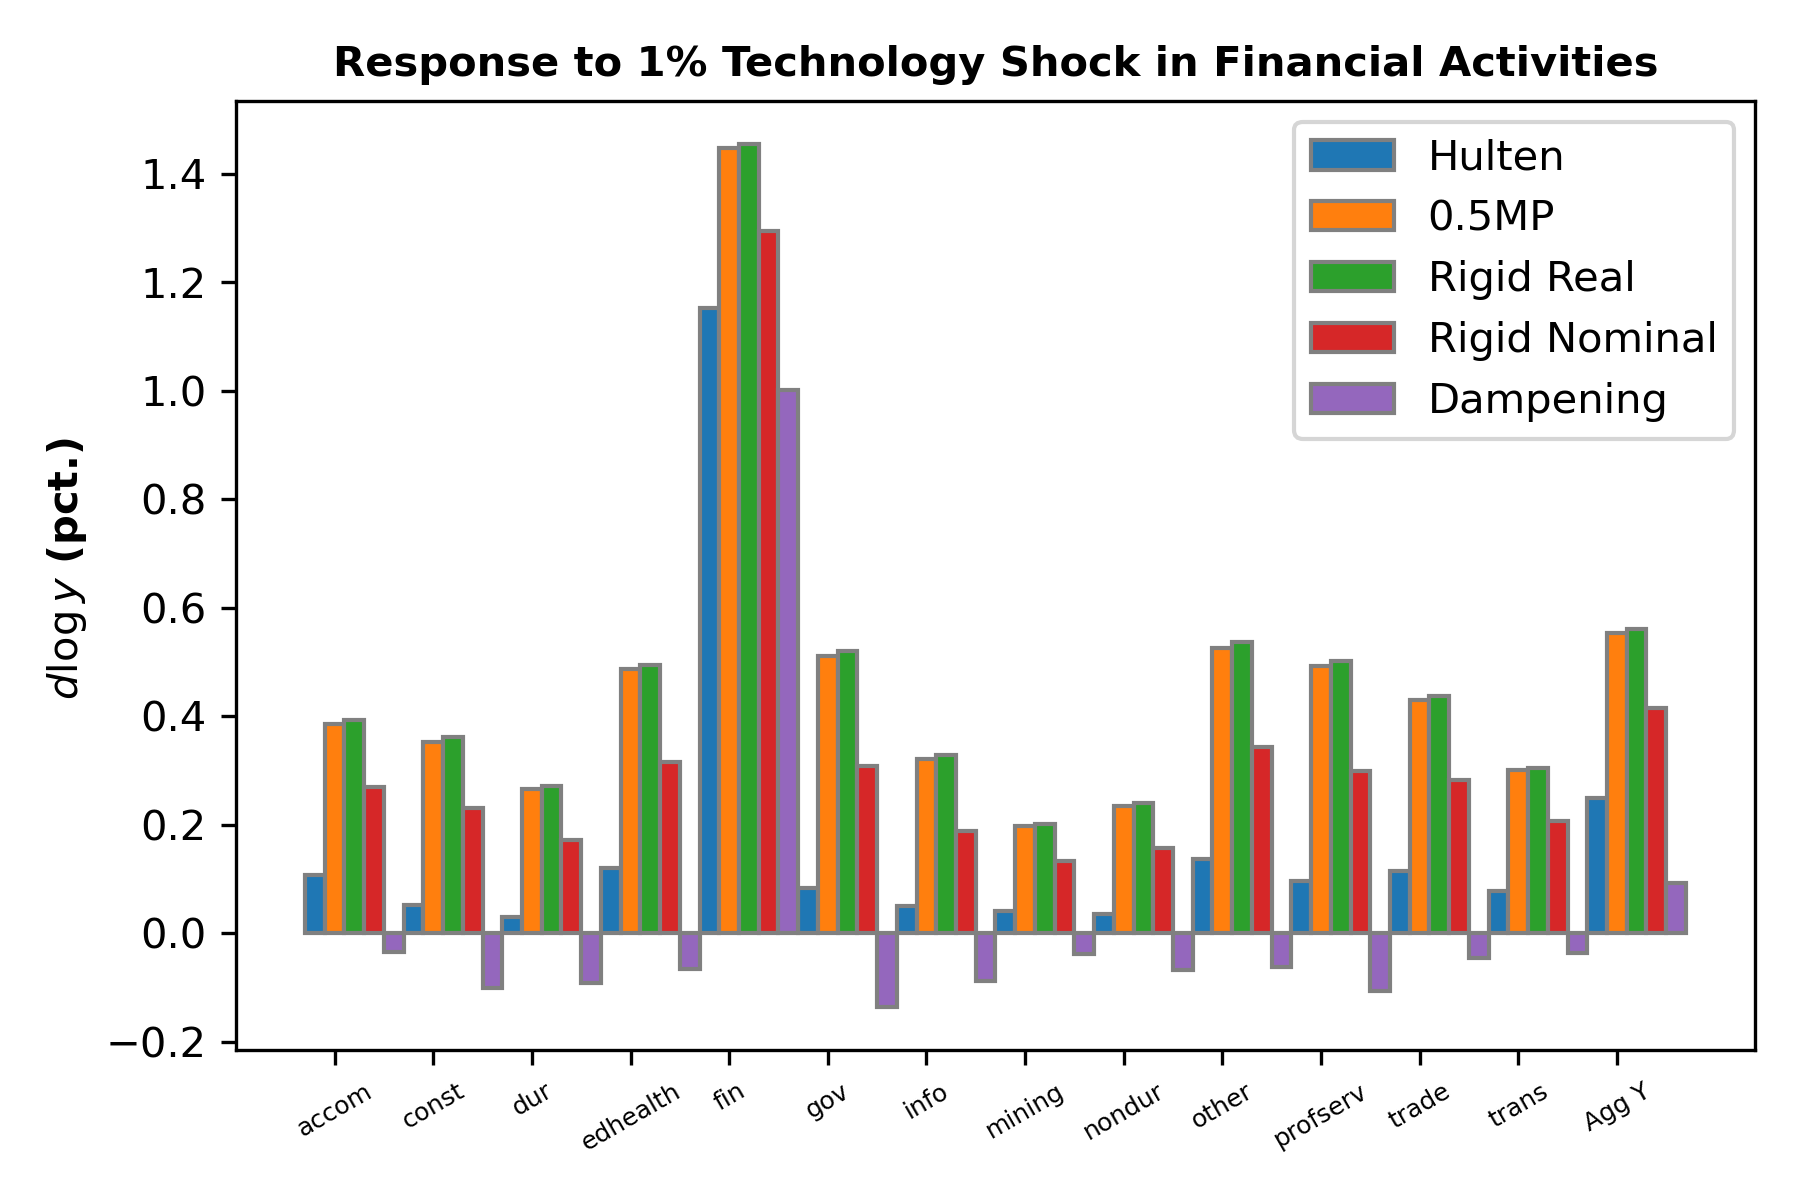 Response to 1% Technology Shock in Financial Activities
Hulten
0.5MP
Rigid Real
Rigid Nominal
Dampening
dlog y (pct.)
1.4
1.2
1.0
0.8
0.6
0.4
0.2
0.0
−0.2
accom const dur edhealth fin gov info mining nondur other profserv trade trans Agg Y